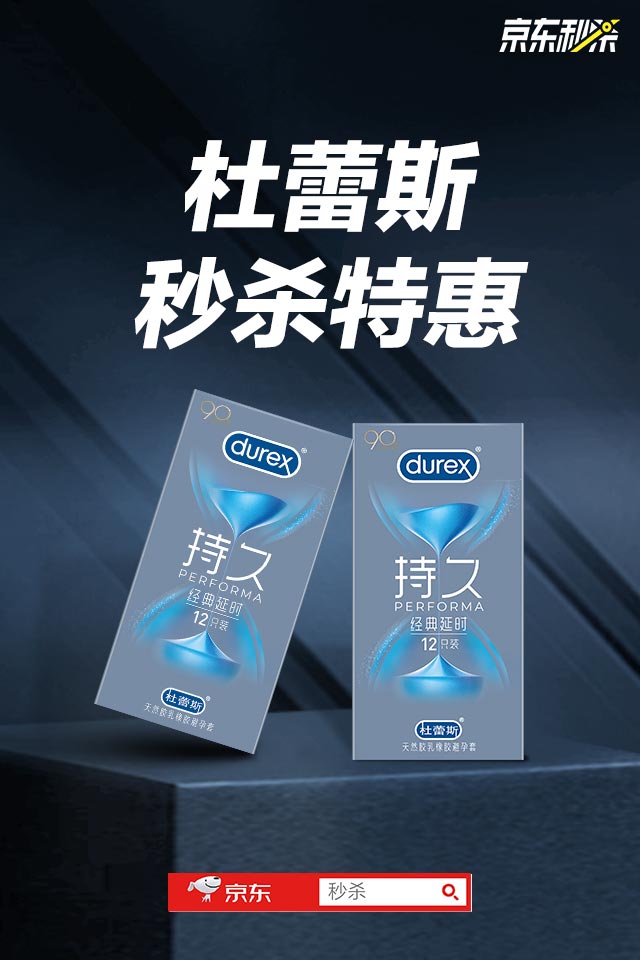 京东秒杀
杜蕾斯
秒杀特惠
90
durex®
持久
PERFORMA
经典延时
12只装
杜蕾斯®
天然胶乳橡胶避孕套
90
durex®
持久
PERFORMA
经典延时
12只装
杜蕾斯®
天然胶乳橡胶避孕套
京东 秒杀